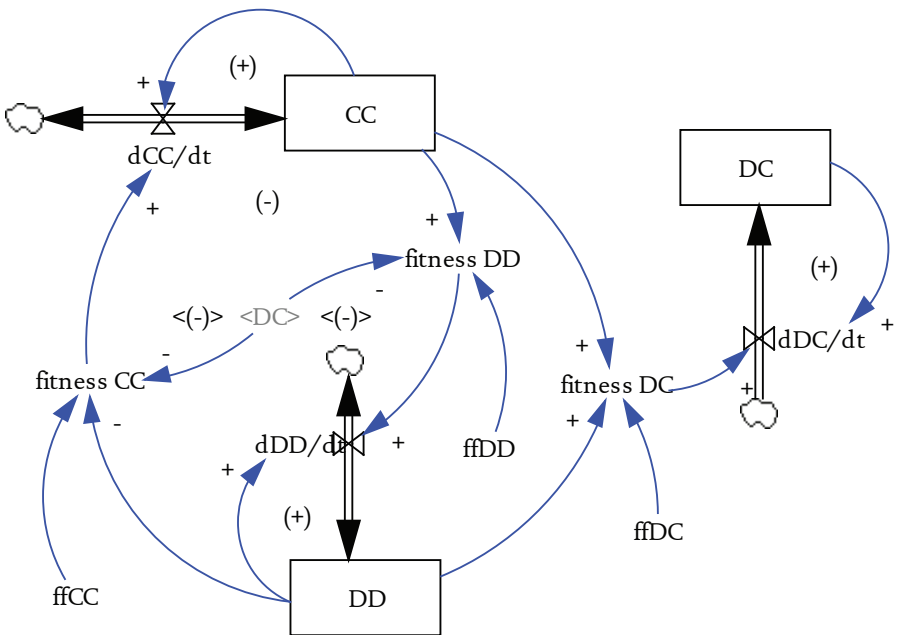 (+)
+
CC
dCC/dt
DC
+
(-)
+
fitness DD
(+)
-
<(-)> <DC> <(-)>
+
dDC/dt
-
+
fitness CC
fitness DC
+
-
+
dDD/dt
+
ffDD
+
(+)
ffDC
ffCC
DD